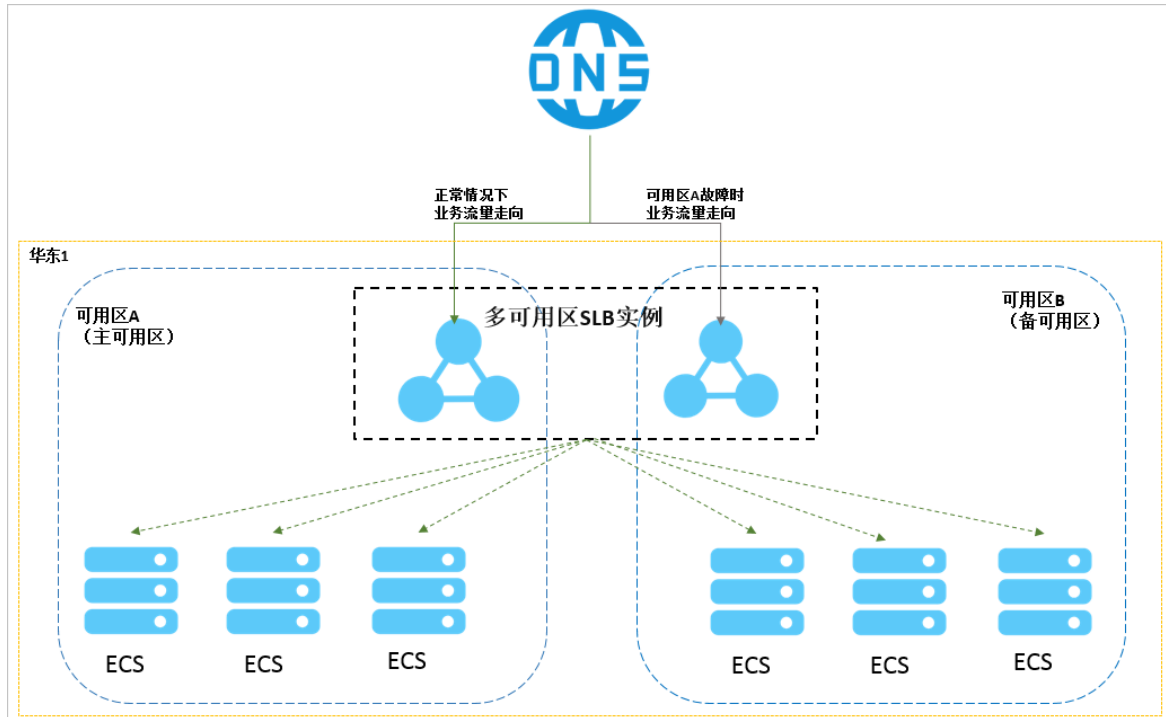 DNS
正常情况下
业务流量走向
可用区A故障时
业务流量走向
华东1
可用区A
（主可用区）
多可用区SLB实例
可用区B
（备可用区）
ECS
ECS
ECS
ECS
ECS
ECS